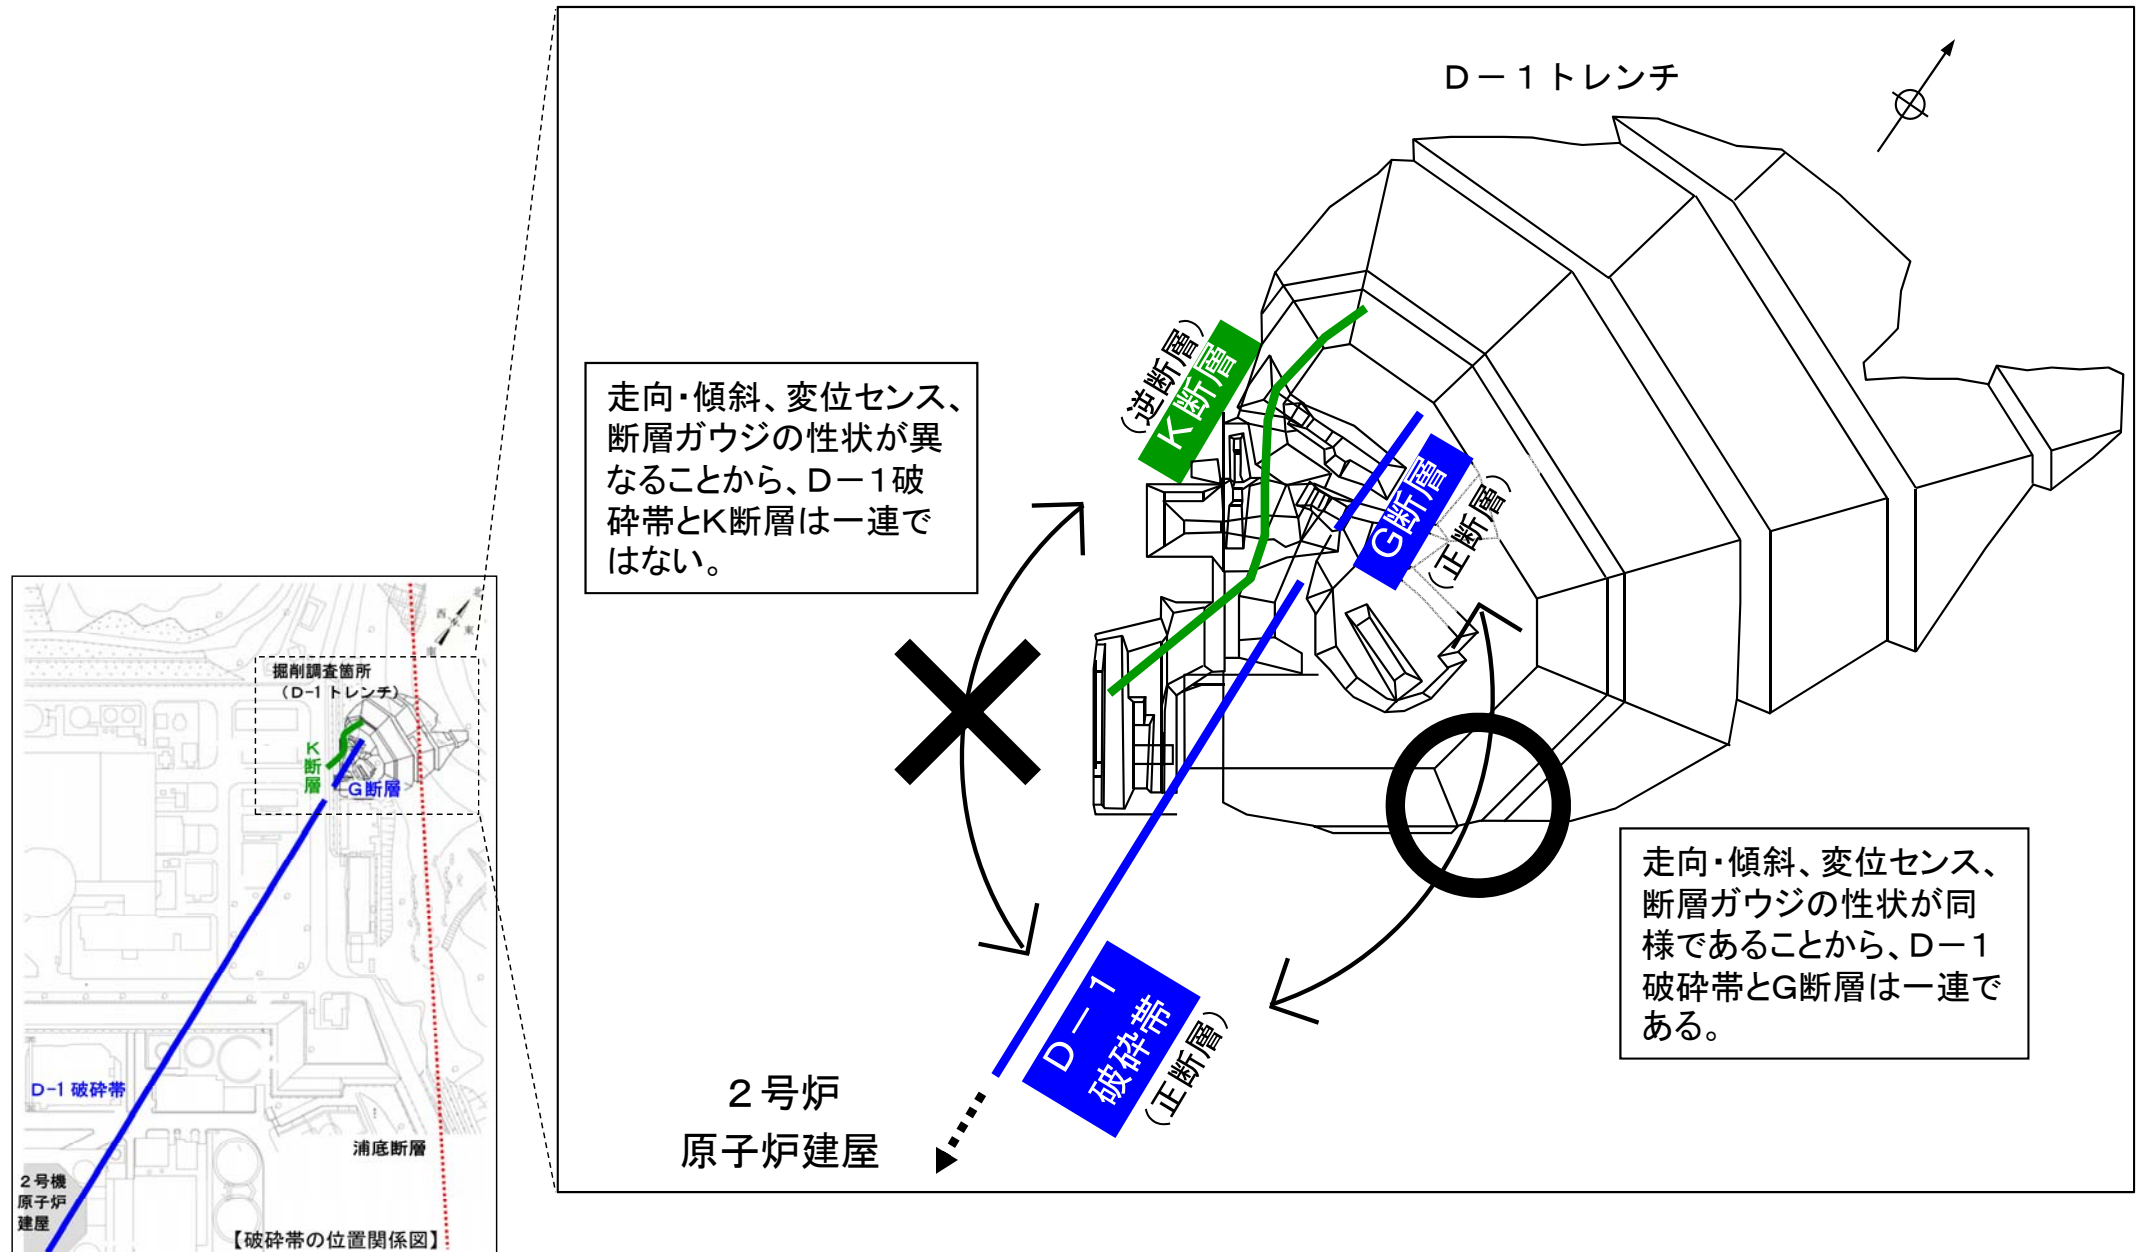 D－1トレンチ
（逆断層）
K断層
走向・傾斜、変位センス、
断層ガウジの性状が異
なることから、D－1破
砕帯とK断層は一連で
はない。
G断層
（正断層）
走向・傾斜、変位センス、
断層ガウジの性状が同
様であることから、D－1
破砕帯とG断層は一連で
ある。
D－1
破砕帯
（正断層）
２号炉
原子炉建屋
北
西
東
南
掘削調査箇所
（D-1トレンチ）
K断層
G断層
D-1 破砕帯
浦底断層
２号機
原子炉
建屋
【破砕帯の位置関係図】